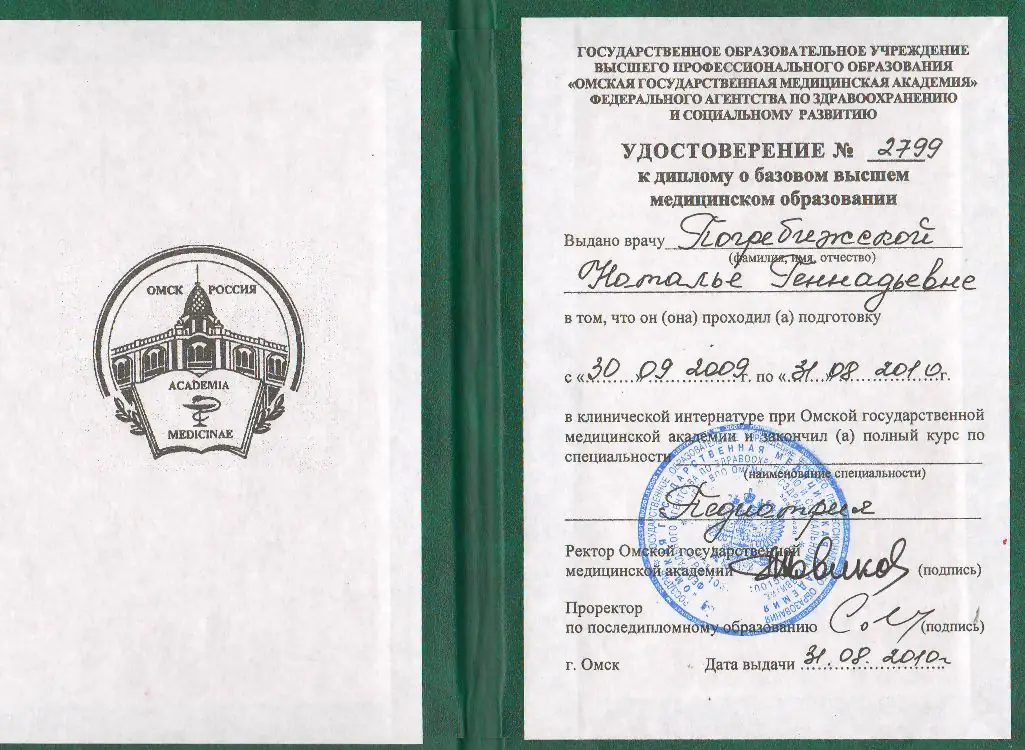 ОМСК РОССИЯ
ACADEMIA
MEDICINAE
ГОСУДАРСТВЕННОЕ ОБРАЗОВАТЕЛЬНОЕ УЧРЕЖДЕНИЕ
ВЫСШЕГО ПРОФЕССИОНАЛЬНОГО ОБРАЗОВАНИЯ
«ОМСКАЯ ГОСУДАРСТВЕННАЯ МЕДИЦИНСКАЯ АКАДЕМИЯ»
ФЕДЕРАЛЬНОГО АГЕНТСТВА ПО ЗДРАВООХРАНЕНИЮ
И СОЦИАЛЬНОМУ РАЗВИТИЮ
УДОСТОВЕРЕНИЕ № 2799
к диплому о базовом высшем
медицинском образовании
Выдано врачу Погребижской
(фамилия, имя, отчество)
Наталье Геннадьевне
в том, что он (она) проходил (а) подготовку
с «30 09 2009 г. по «31 08 2010 г.
в клинической интернатуре при Омской государственной
медицинской академии и закончил (а) полный курс по
специальности
(наименование специальности)
Педиатрия
Ректор Омской государственной
медицинской академии (подпись)
Проректор
по последипломному образованию (подпись)
г. Омск Дата выдачи 31.08.2010г